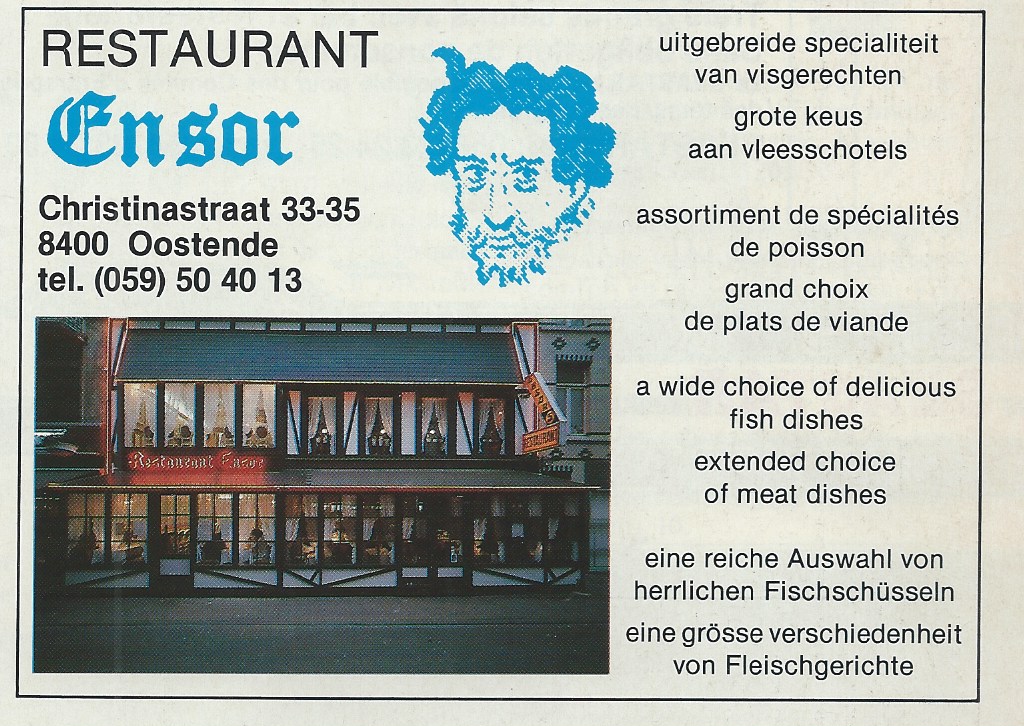 RESTAURANT
Ensor
Christinastraat 33-35
8400 Oostende
tel. (059) 50 40 13
Restaurant Ensor
uitgebreide specialiteit
van visgerechten
grote keus
aan vleesschotels
assortiment de spécialités
de poisson
grand choix
de plats de viande
a wide choice of delicious
fish dishes
extended choice
of meat dishes
eine reiche Auswahl von
herrlichen Fischschüsseln
eine grösse verschiedenheit
von Fleischgerichte